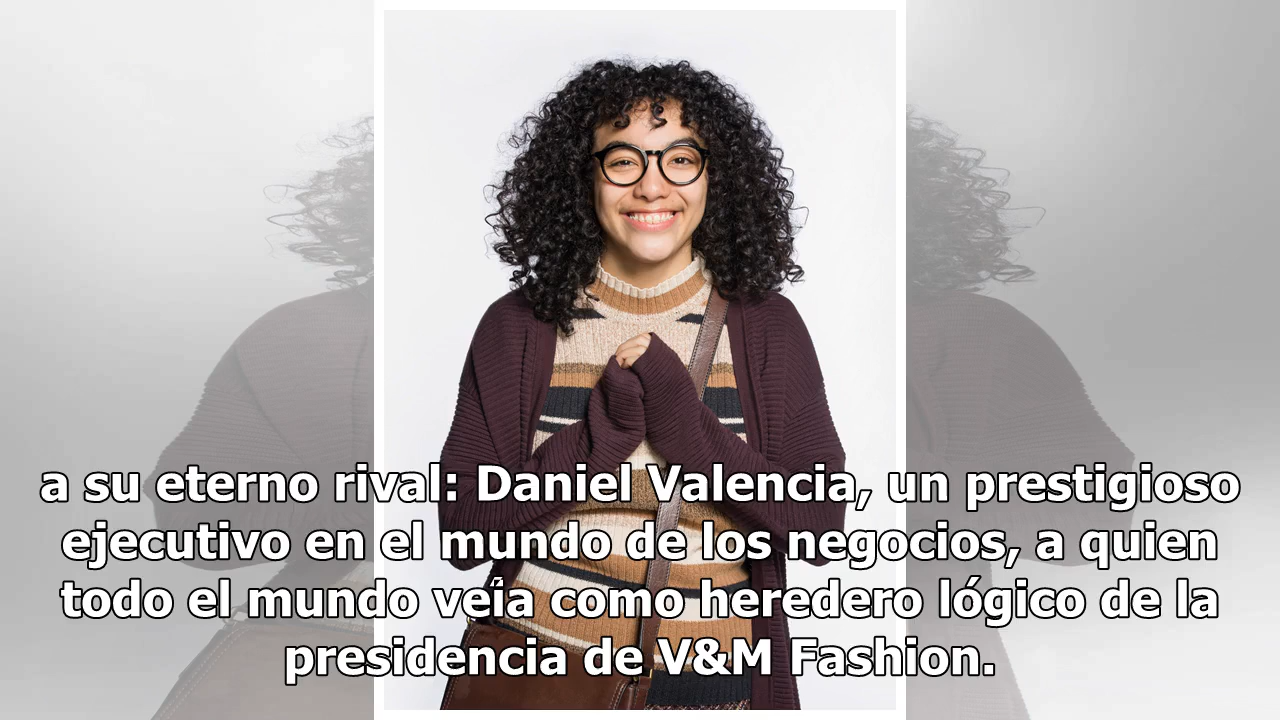 a su eterno rival: Daniel Valencia, un prestigioso
ejecutivo en el mundo de los negocios, a quien
todo el mundo veía como heredero lógico de la
presidencia de V&M Fashion.